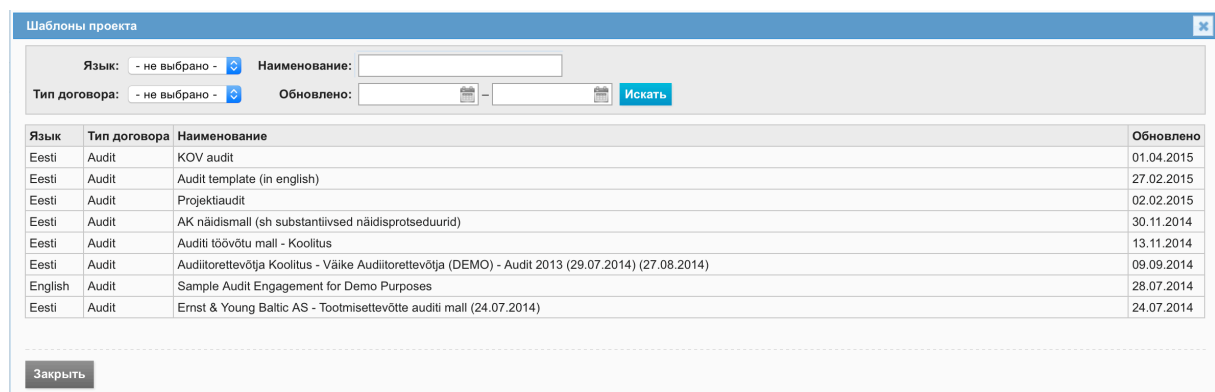 Шаблоны проекта
Язык: - не выбрано - Наименование:
Тип договора: - не выбрано - Обновлено: – Искать
Язык Тип договора Наименование Обновлено
Eesti Audit KOV audit 01.04.2015
Eesti Audit Audit template (in english) 27.02.2015
Eesti Audit Projektiaudit 02.02.2015
Eesti Audit AK näidismall (sh substantiivsed näidisprotseduurid) 30.11.2014
Eesti Audit Auditi töövõtu mall - Koolitus 13.11.2014
Eesti Audit Audiitorettevõtja Koolitus - Väike Audiitorettevõtja (DEMO) - Audit 2013 (29.07.2014) (27.08.2014) 09.09.2014
English Audit Sample Audit Engagement for Demo Purposes 28.07.2014
Eesti Audit Ernst & Young Baltic AS - Tootmisettevõtte auditi mall (24.07.2014) 24.07.2014
Закрыть